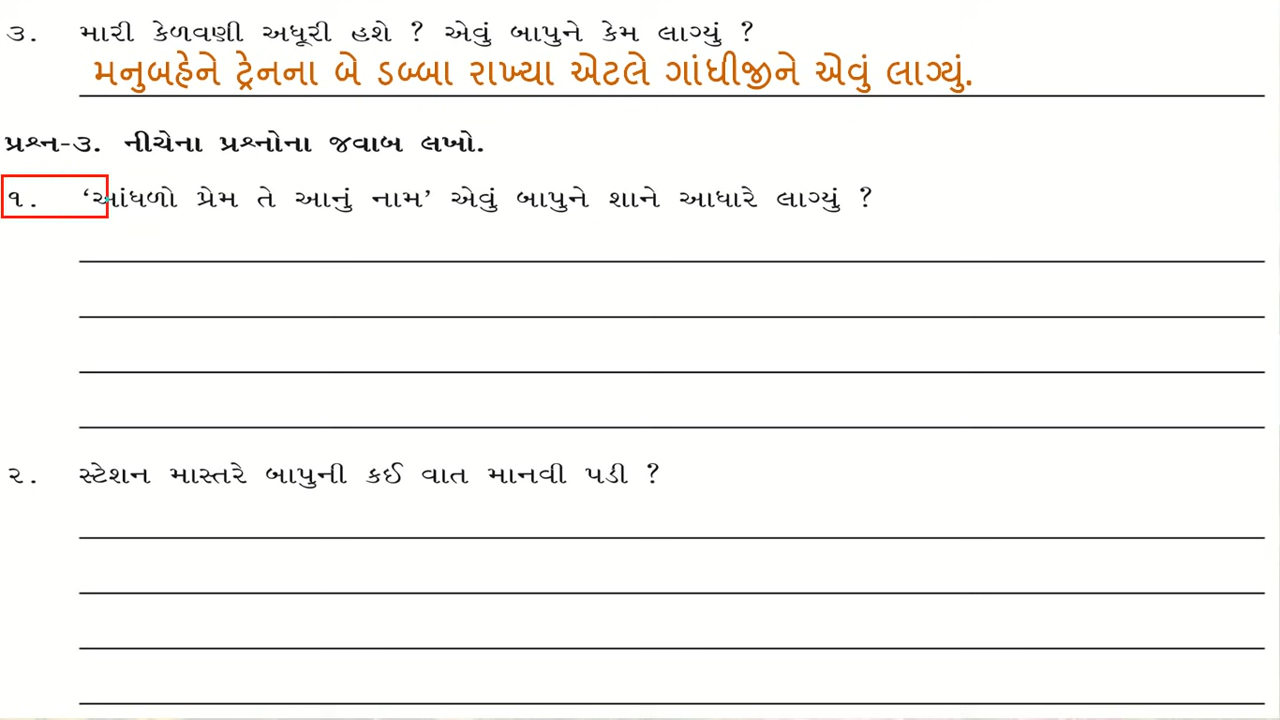 ૩. મારી કેળવણી અધૂરી હશે ? એવું બાપુને કેમ લાગ્યું ?
મનુબહેને ટ્રેનના બે ડબ્બા રાખ્યા એટલે ગાંધીજીને એવું લાગ્યું.
પ્રશ્ન-૩. નીચેના પ્રશ્નોના જવાબ લખો.
૧. ‘આંધળો પ્રેમ તે આનું નામ’ એવું બાપુને શાને આધારે લાગ્યું ?
૨. સ્ટેશન માસ્તરે બાપુની કઈ વાત માનવી પડી ?